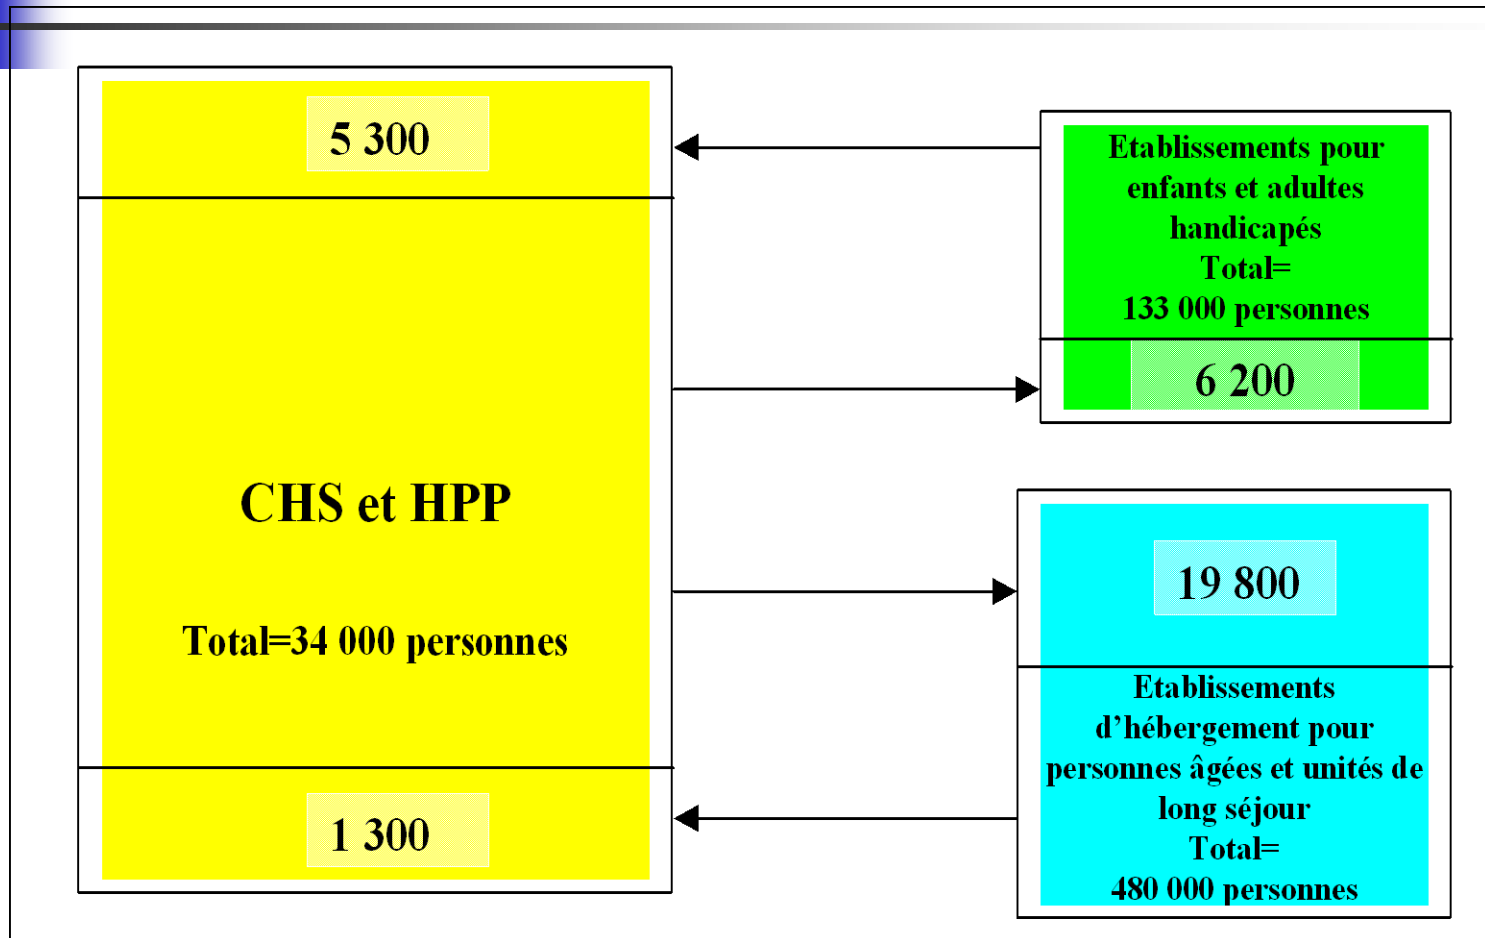 5 300
CHS et HPP
Total=34 000 personnes
1 300
Etablissements pour
enfants et adultes
handicapés
Total=
133 000 personnes
6 200
19 800
Etablissements
d’hébergement pour
personnes âgées et unités de
long séjour
Total=
480 000 personnes